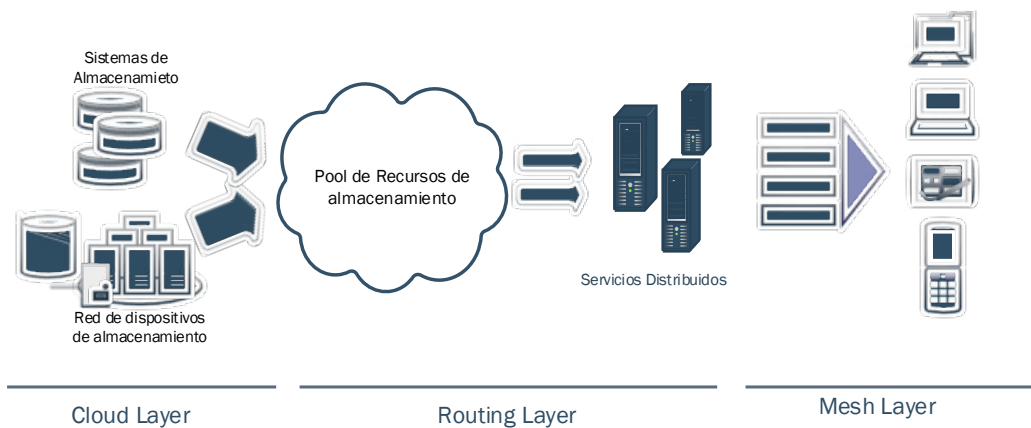 Sistemas de
Almacenamieto
Pool de Recursos de
almacenamiento
Servicios Distribuidos
Red de dispositivos
de almacenamiento
Cloud Layer
Routing Layer
Mesh Layer